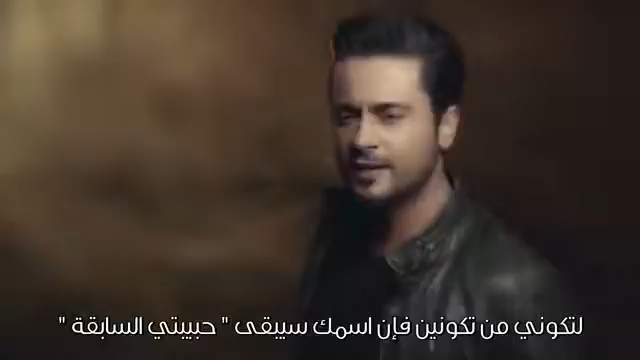 لتكوني من تكونين فإن اسمك سيبقى " حبيبتي السابقة "